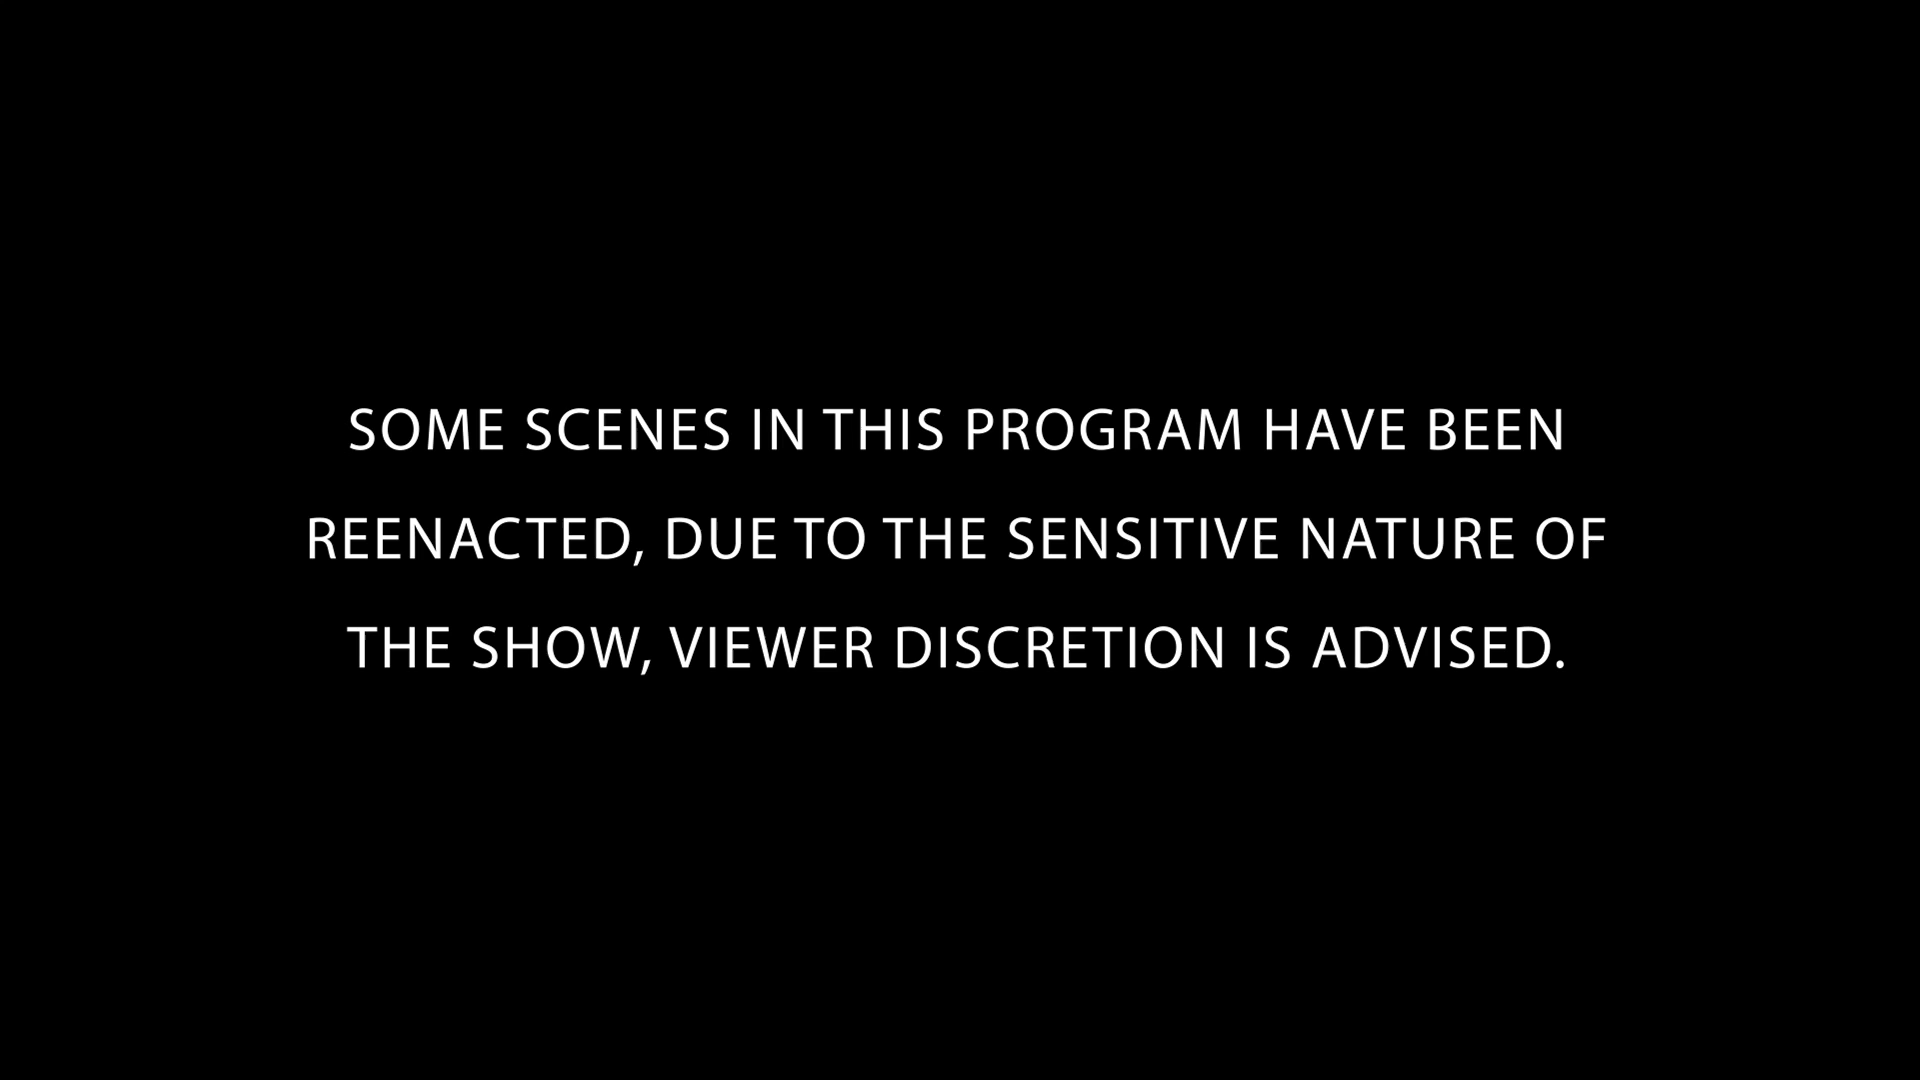 SOME SCENES IN THIS PROGRAM HAVE BEEN
REENACTED, DUE TO THE SENSITIVE NATURE OF
THE SHOW, VIEWER DISCRETION IS ADVISED.